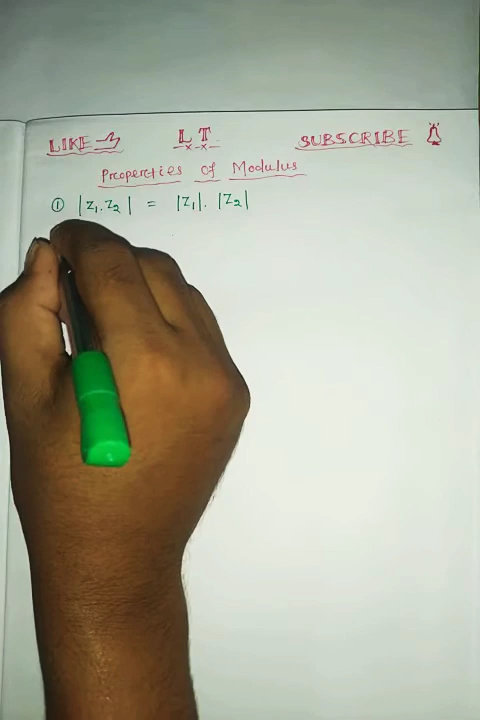 LIKE LT SUBSCRIBE
Properties of Modulus
① |z₁.z₂| = |z₁|.|z₂|